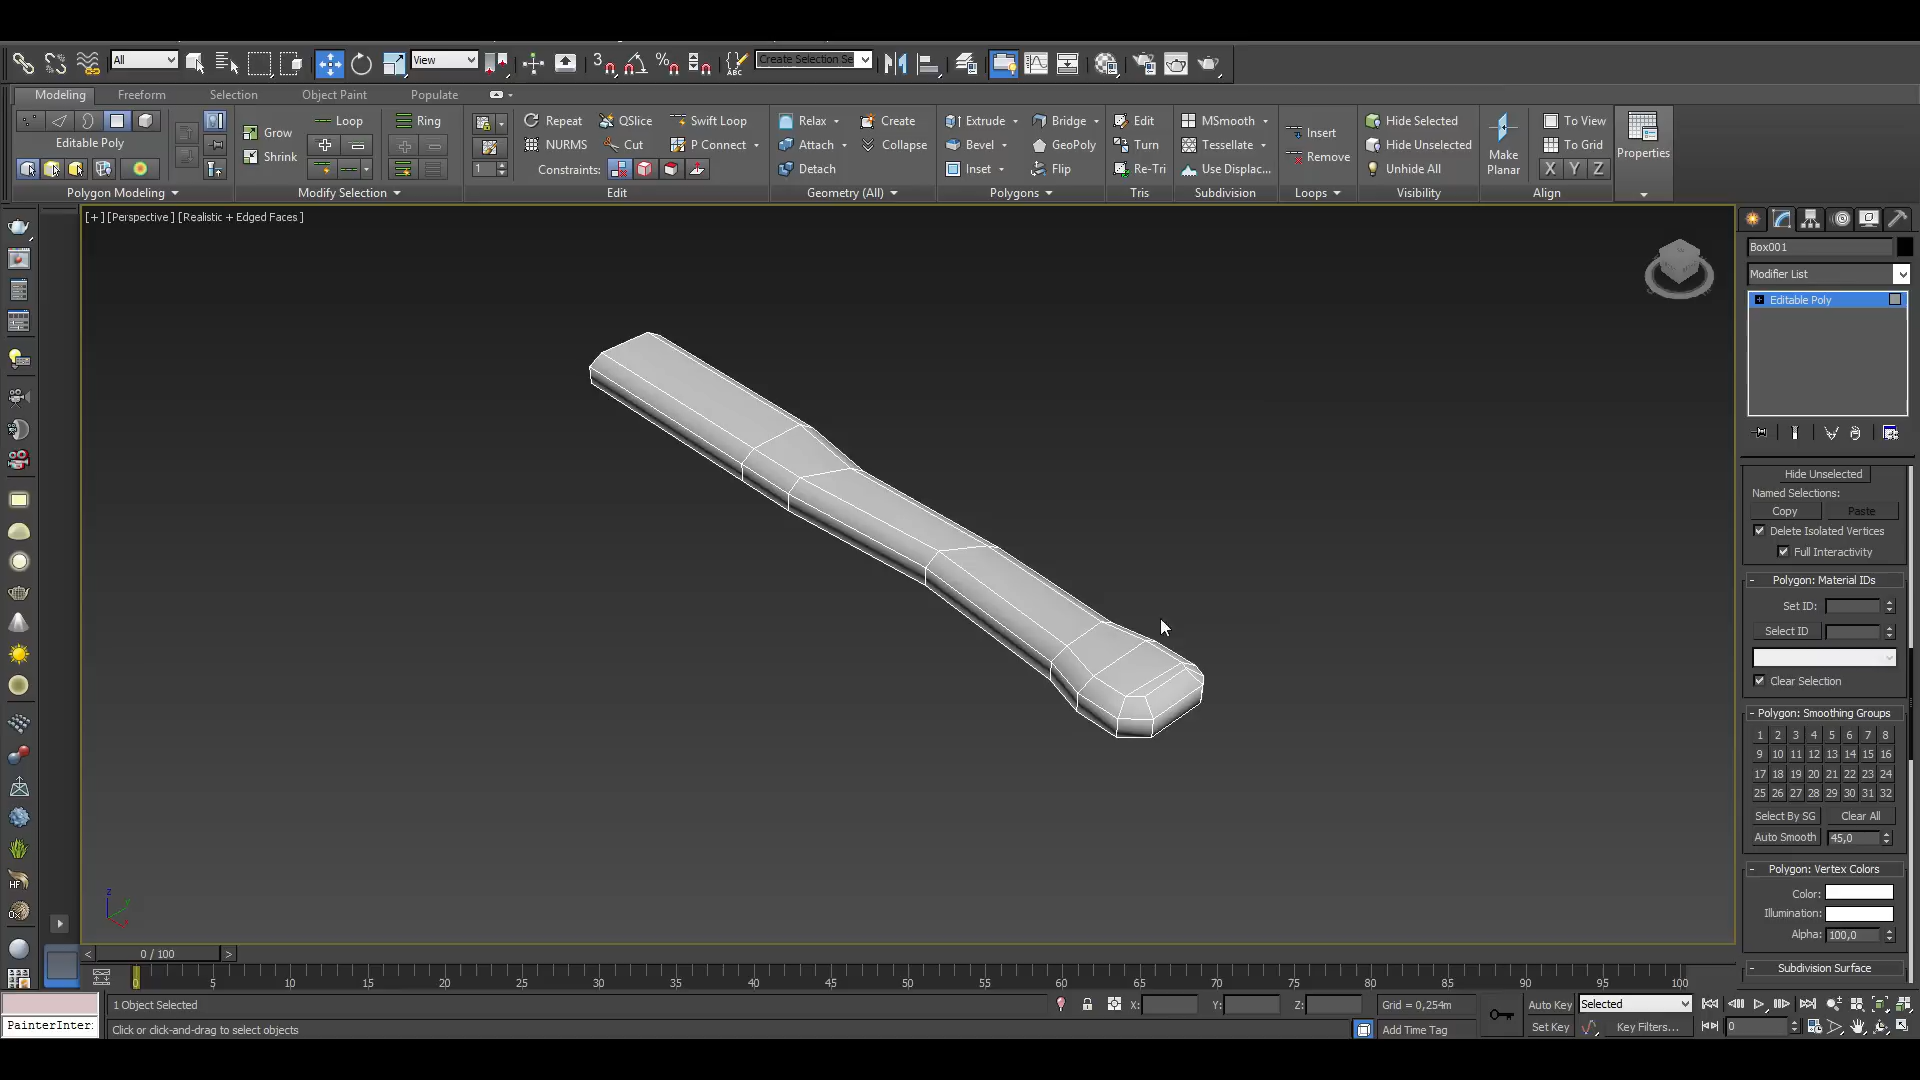 All
View
3
ABC
Create Selection Se
Modeling Freeform Selection Object Paint Populate
Editable Poly
Polygon Modeling
Grow
Shrink
Loop
Ring
Modify Selection
1
Repeat QSlice Swift Loop
NURMS Cut P Connect
Constraints:
Edit
Relax Create
Attach Collapse
Detach
Geometry (All)
Extrude Bridge
Bevel GeoPoly
Inset Flip
Polygons
Edit
Turn
Re-Tri
Tris
MSmooth
Tessellate
Use Displac...
Subdivision
Insert
Remove
Loops
Hide Selected
Hide Unselected
Unhide All
Visibility
Make
Planar
To View
To Grid
X Y Z
Align
Properties
[+] [Perspective] [Realistic + Edged Faces]
Box001
Modifier List
Editable Poly
Hide Unselected
Named Selections:
Copy Paste
Delete Isolated Vertices
Full Interactivity
- Polygon: Material IDs
Set ID:
Select ID
Clear Selection
- Polygon: Smoothing Groups
1 2 3 4 5 6 7 8
9 10 11 12 13 14 15 16
17 18 19 20 21 22 23 24
25 26 27 28 29 30 31 32
Select By SG Clear All
Auto Smooth 45,0
- Polygon: Vertex Colors
Color:
Illumination:
Alpha: 100,0
- Subdivision Surface
HF
z
< 0 / 100 >
0 5 10 15 20 25 30 35 40 45 50 55 60 65 70 75 80 85 90 95 100
1 Object Selected X: Y: Z: Grid = 0,254m Auto Key Selected
PainterInter: Click or click-and-drag to select objects Add Time Tag Set Key Key Filters... 0